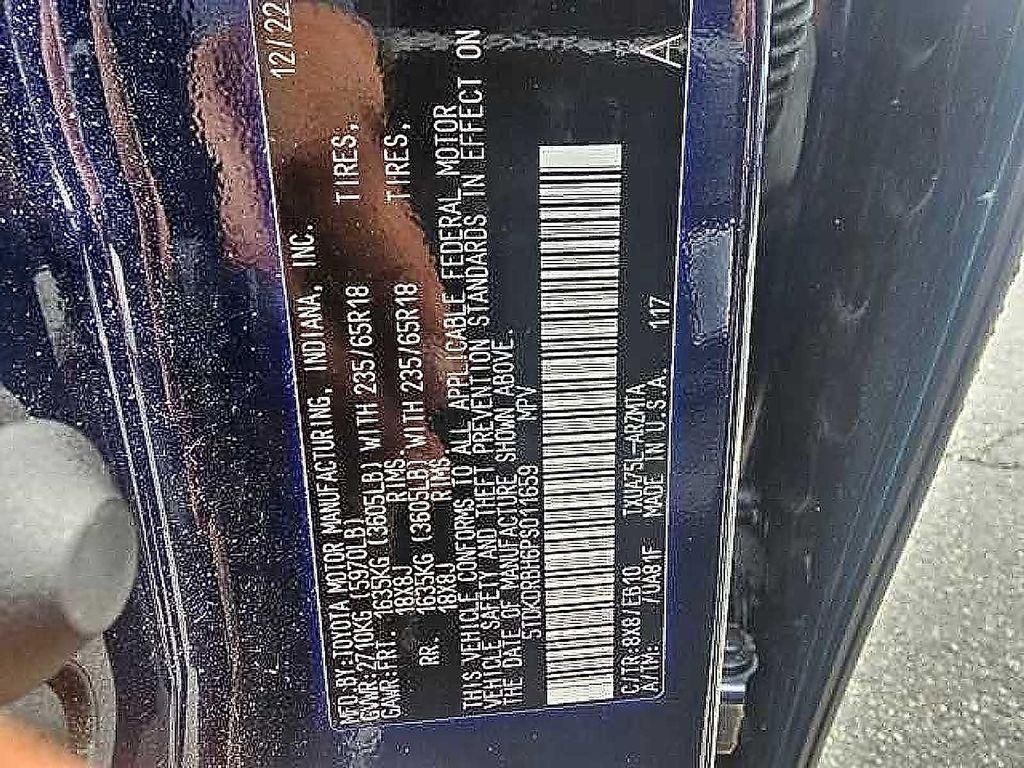 MFD.BY:TOYOTA MOTOR MANUFACTURING, INDIANA, INC. 12/22
GVWR:2710KG (5970LB)
GAWR:FRT. 1635KG (3605LB) WITH 235/65R18 TIRES,
18X8J RIMS.
RR. 1635KG (3605LB) WITH 235/65R18 TIRES,
18X8J RIMS
THIS VEHICLE CONFORMS TO ALL APPLICABLE FEDERAL MOTOR
VEHICLE SAFETY AND THEFT PREVENTION STANDARDS IN EFFECT ON
THE DATE OF MANUFACTURE SHOWN ABOVE.
5TDKDRBH6PS011659 MPV
C/TR:8X8/EB10 TXUA75L-ARZMTA 117
A/TM: /UA81F MADE IN U.S.A. A